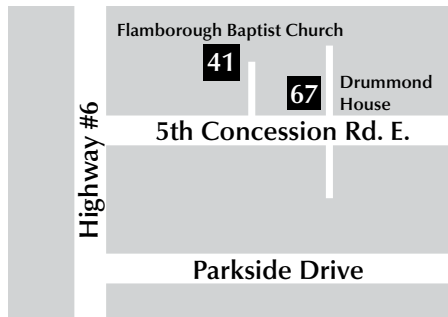 Flamborough Baptist Church
41
67
Drummond
House
5th Concession Rd. E.
Highway #6
Parkside Drive